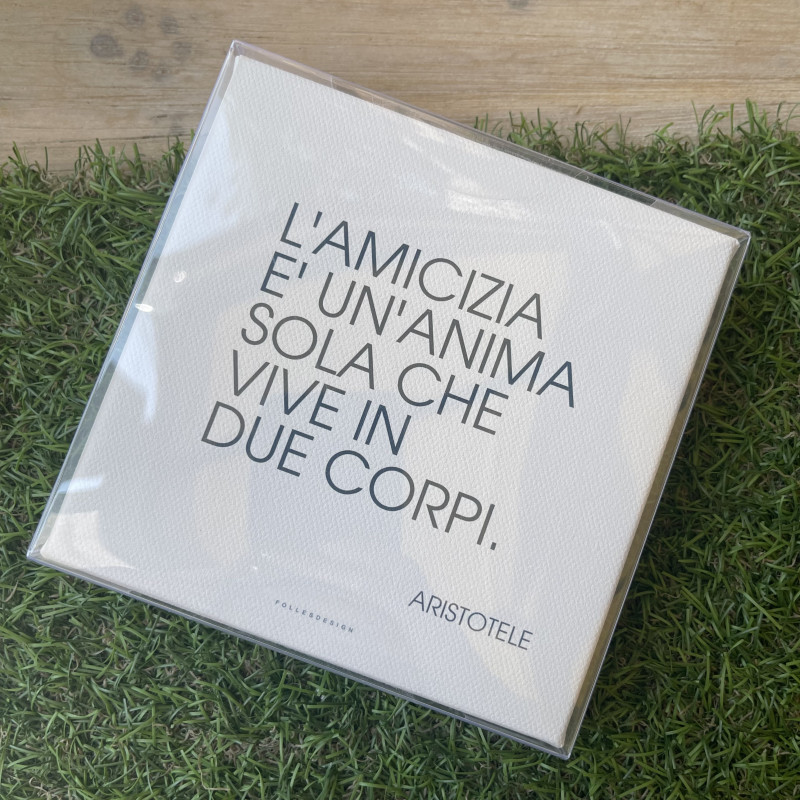 L'AMICIZIA
E' UN'ANIMA
SOLA CHE
VIVE IN
DUE CORPI.
ARISTOTELE
FOLLESDESIGN